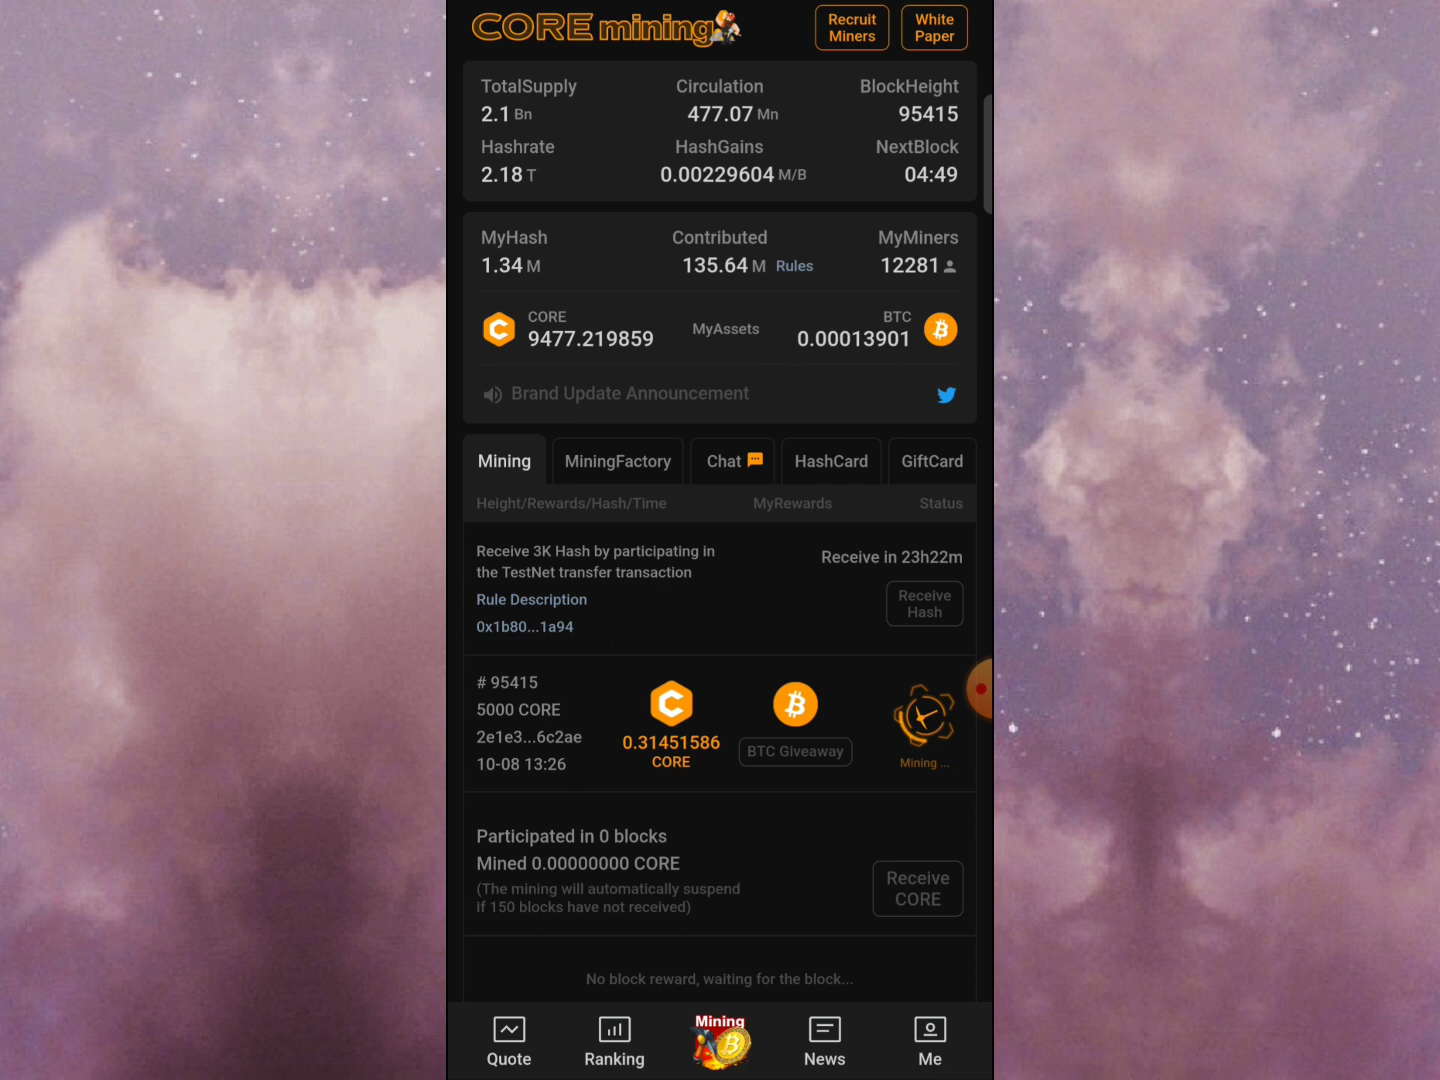 CORE mining
Recruit Miners
White Paper
TotalSupply Circulation BlockHeight
2.1 Bn 477.07 Mn 95415
Hashrate HashGains NextBlock
2.18 T 0.00229604 M/B 04:49
MyHash Contributed MyMiners
1.34 M 135.64 M Rules 12281
CORE BTC
9477.219859 MyAssets 0.00013901
Brand Update Announcement
Mining MiningFactory Chat HashCard GiftCard
Height/Rewards/Hash/Time MyRewards Status
Receive 3K Hash by participating in
the TestNet transfer transaction
Receive in 23h22m
Rule Description
Receive
Hash
0x1b80...1a94
# 95415
5000 CORE
2e1e3...6c2ae
10-08 13:26
0.31451586
CORE
BTC Giveaway
Mining ...
Participated in 0 blocks
Mined 0.00000000 CORE
(The mining will automatically suspend
if 150 blocks have not received)
Receive
CORE
No block reward, waiting for the block...
Mining
Quote Ranking News Me